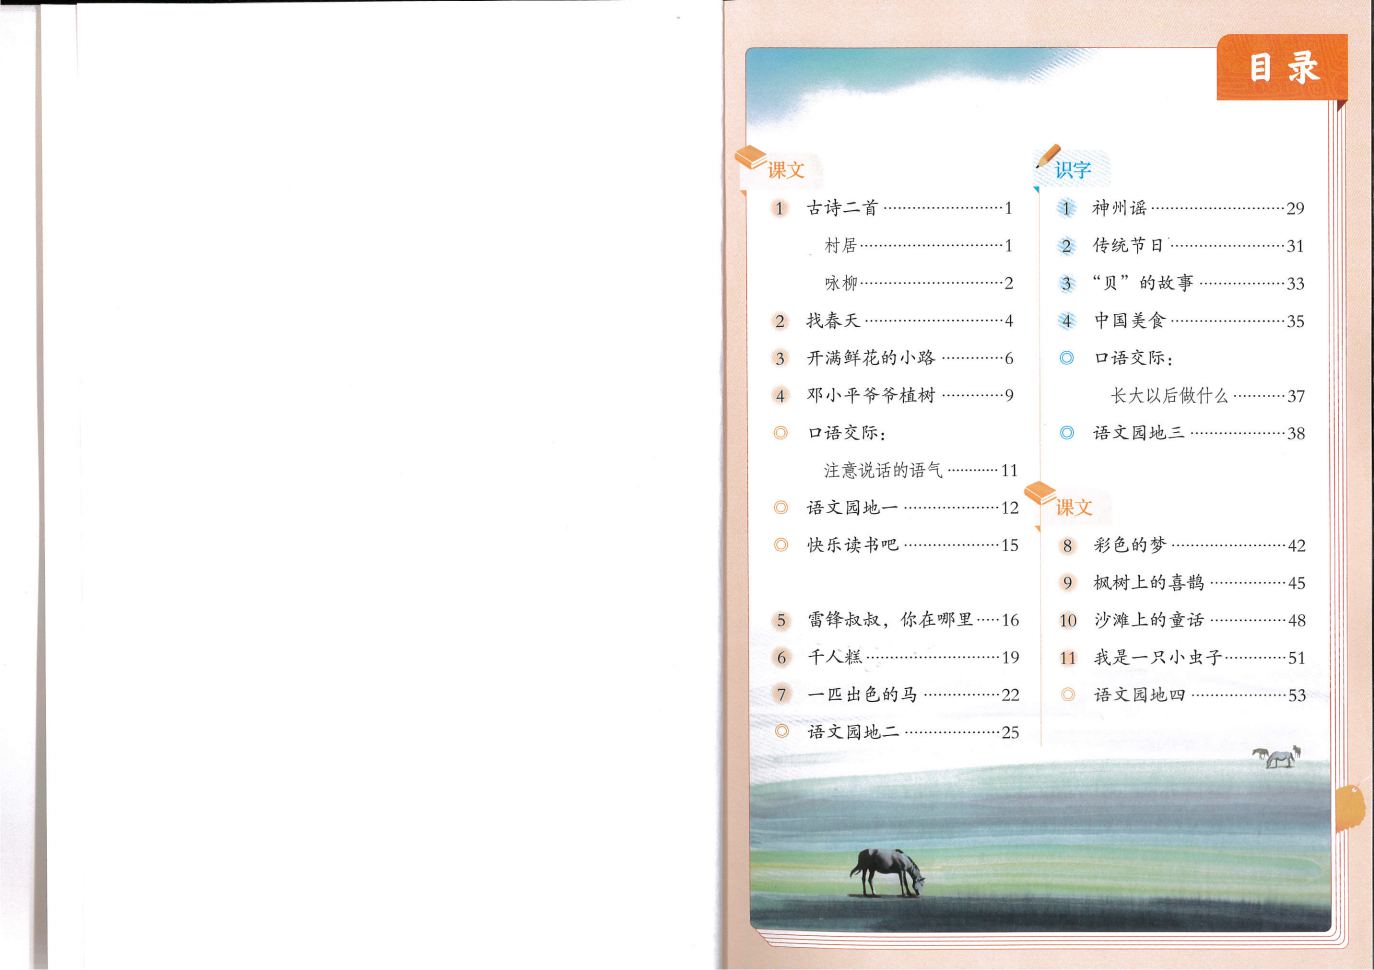 目录
课文
1 古诗二首 ························ 1
村居 ···························· 1
咏柳 ···························· 2
2 找春天 ···························· 4
3 开满鲜花的小路 ············· 6
4 邓小平爷爷植树 ············· 9
口语交际：
注意说话的语气 ············ 11
语文园地一 ···················· 12
快乐读书吧 ···················· 15
5 雷锋叔叔，你在哪里 ····· 16
6 千人糕 ··························· 19
7 一匹出色的马 ················ 22
语文园地二 ···················· 25
识字
1 神州谣 ··························· 29
2 传统节日 ························ 31
3 “贝”的故事 ·················· 33
4 中国美食 ························ 35
口语交际：
长大以后做什么 ··········· 37
语文园地三 ···················· 38
课文
8 彩色的梦 ························ 42
9 枫树上的喜鹊 ················ 45
10 沙滩上的童话 ················ 48
11 我是一只小虫子 ············· 51
语文园地四 ···················· 53